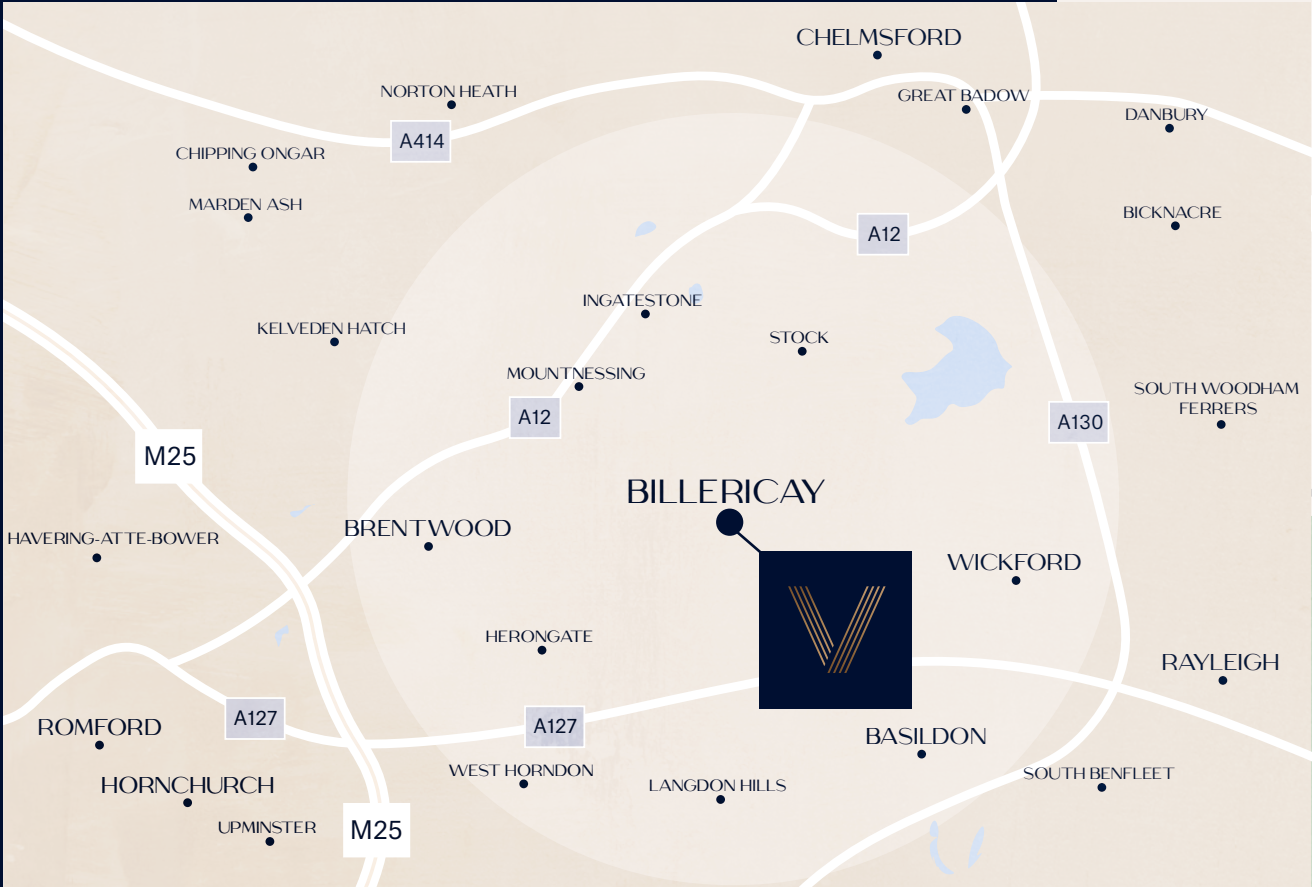 CHELMSFORD
NORTON HEATH
GREAT BADOW
DANBURY
A414
CHIPPING ONGAR
MARDEN ASH
BICKNACRE
A12
INGATESTONE
KELVEDEN HATCH
STOCK
MOUNTNESSING
SOUTH WOODHAM
FERRERS
A12
A130
M25
BILLERICAY
BRENTWOOD
HAVERING-ATTE-BOWER
WICKFORD
HERONGATE
V
RAYLEIGH
A127
A127
ROMFORD
BASILDON
WEST HORNDON
SOUTH BENFLEET
HORNCHURCH
LANGDON HILLS
UPMINSTER
M25